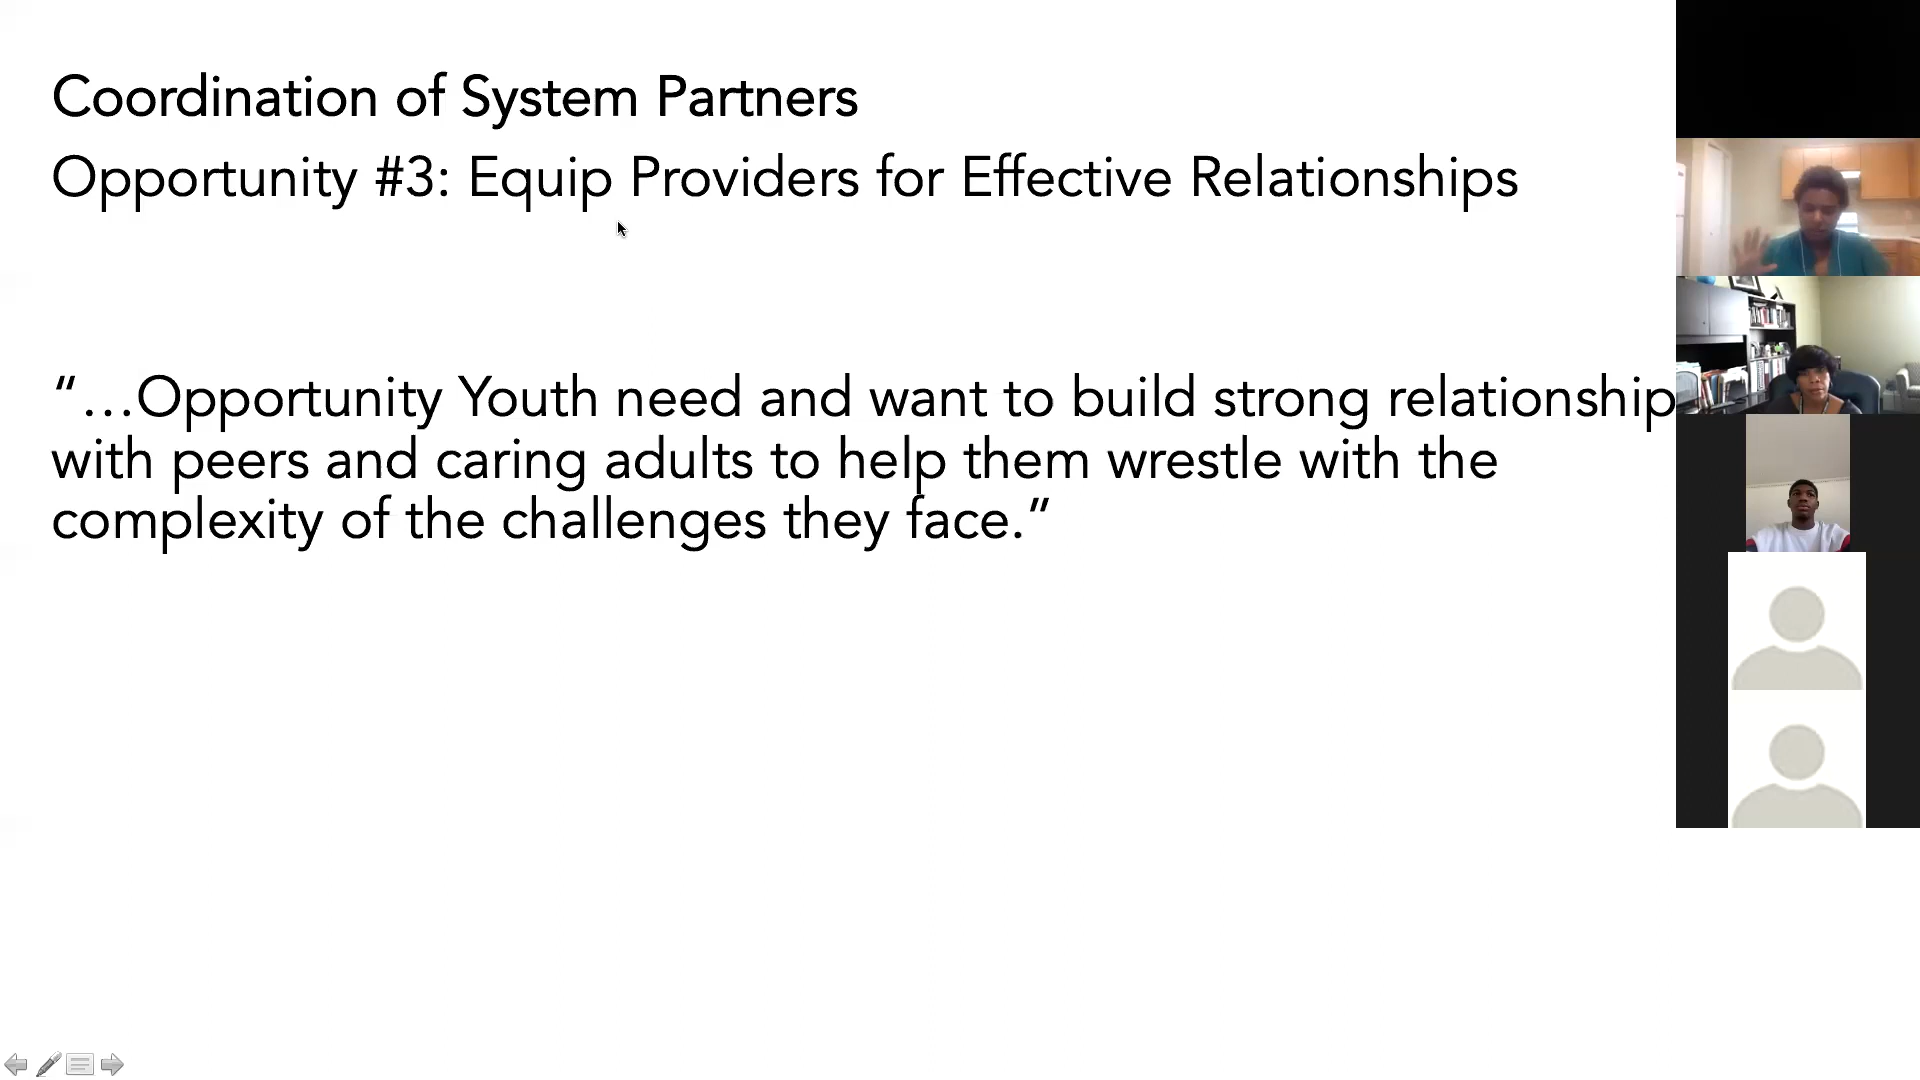 Coordination of System Partners
Opportunity #3: Equip Providers for Effective Relationships
“…Opportunity Youth need and want to build strong relationship
with peers and caring adults to help them wrestle with the
complexity of the challenges they face.”